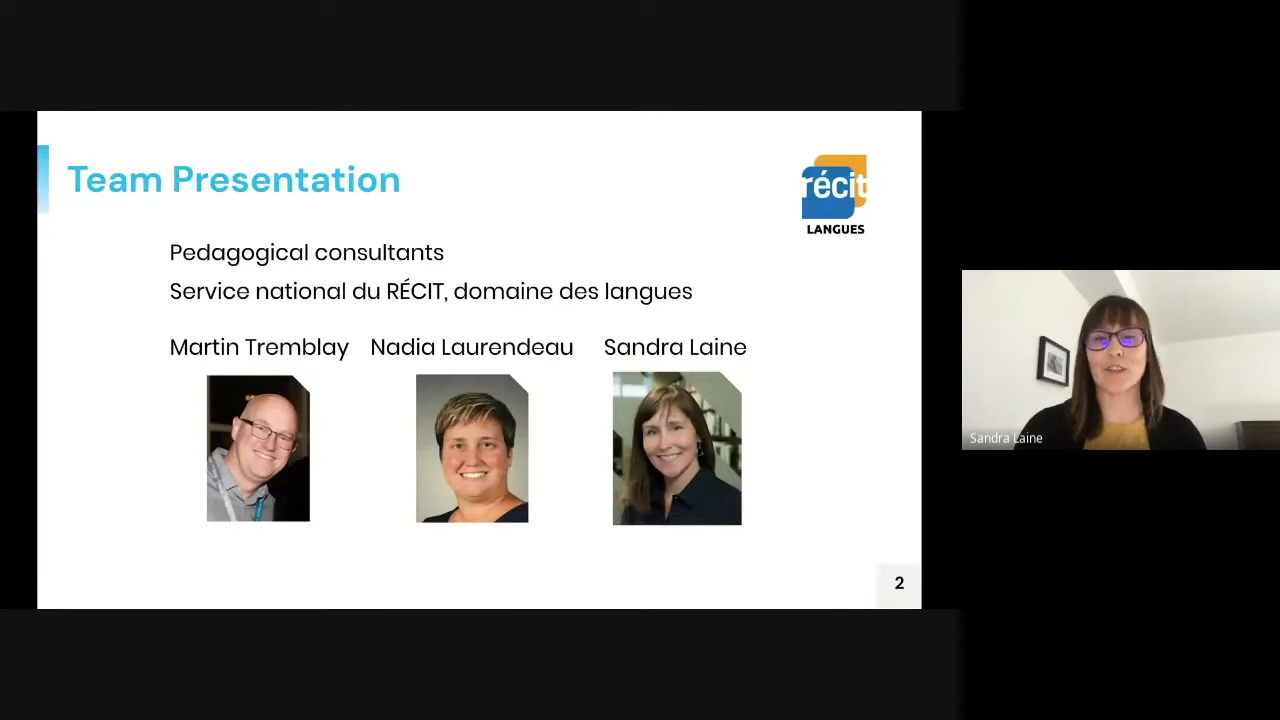 Team Presentation
récit
LANGUES
Pedagogical consultants
Service national du RÉCIT, domaine des langues
Martin Tremblay Nadia Laurendeau Sandra Laine
Sandra Laine
2